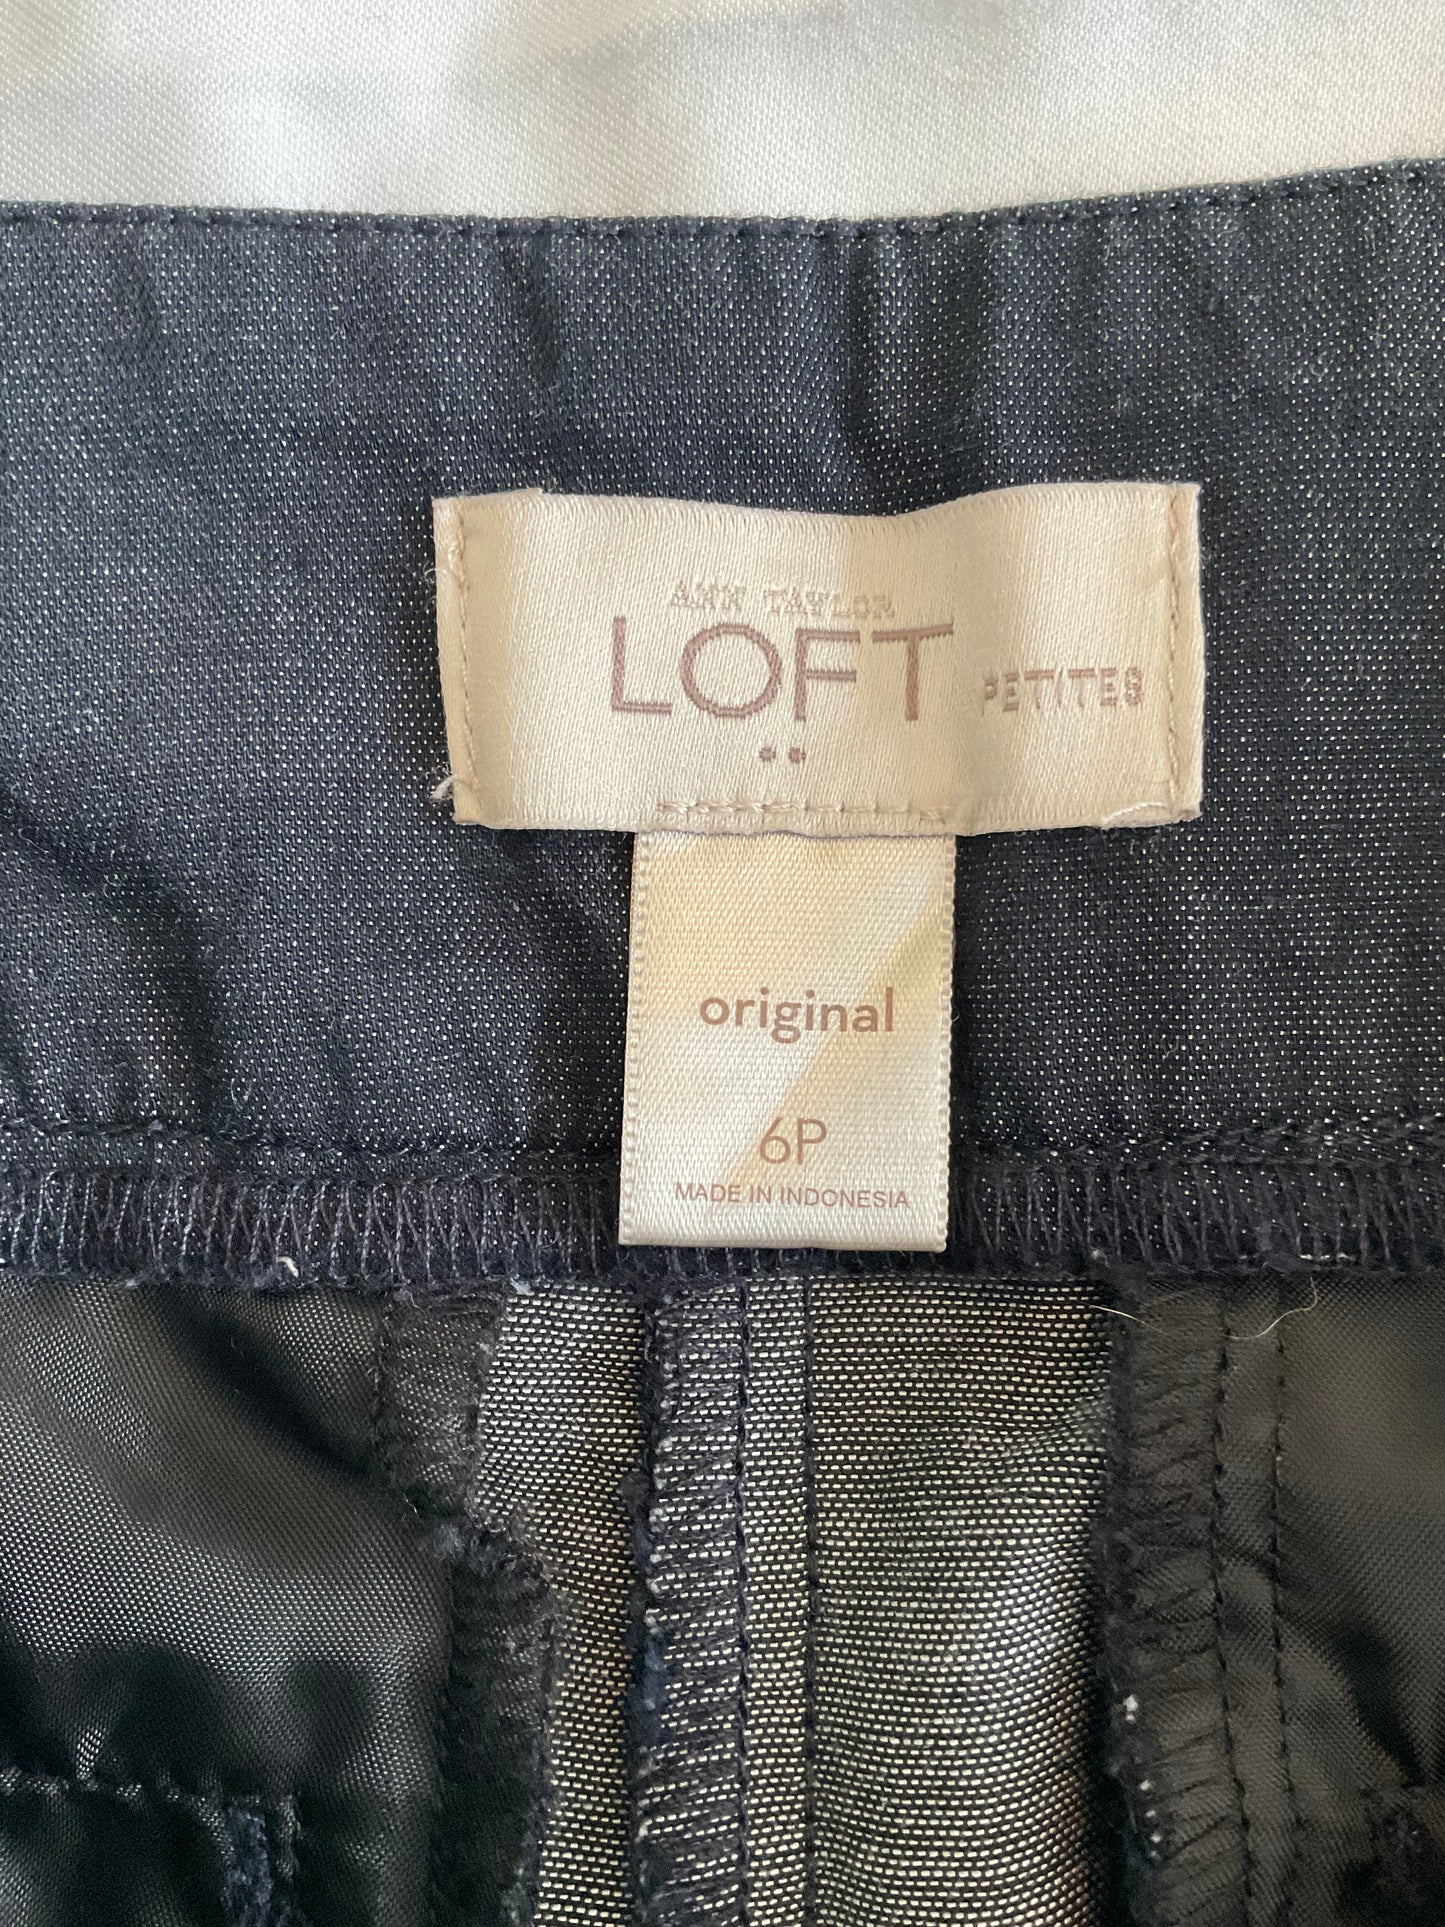 ANN TAYLOR
LOFT PETITES
original
6P
MADE IN INDONESIA